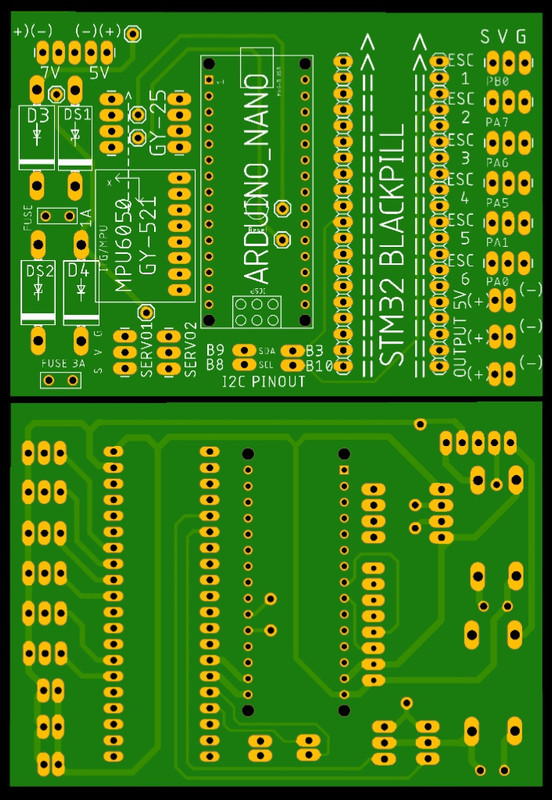 +)(-) (-)(+)
7V 5V
S V G
ESC 1
PB0
ESC 2
PA7
ESC 3
PA6
ESC 4
PA5
ESC 5
PA1
ESC 6
PA0
D3
DS1
GY-25
FUSE
1A
MPU6050
GY-521
X
DS2
D4
FUSE 3A
S V G
SERVO1
SERVO2
ARDUINO_NANO
Reset
STM32 BLACKPILL
B9 SDA B3
B8 SCL B10
I2C PINOUT
5V
OUTPUT
(+) (-)
(+) (-)
(+) (-)